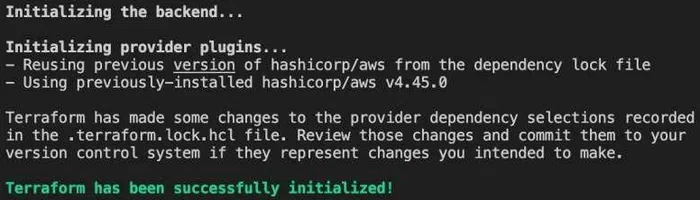 Initializing the backend...
Initializing provider plugins...
- Reusing previous version of hashicorp/aws from the dependency lock file
- Using previously-installed hashicorp/aws v4.45.0
Terraform has made some changes to the provider dependency selections recorded
in the .terraform.lock.hcl file. Review those changes and commit them to your
version control system if they represent changes you intended to make.
Terraform has been successfully initialized!